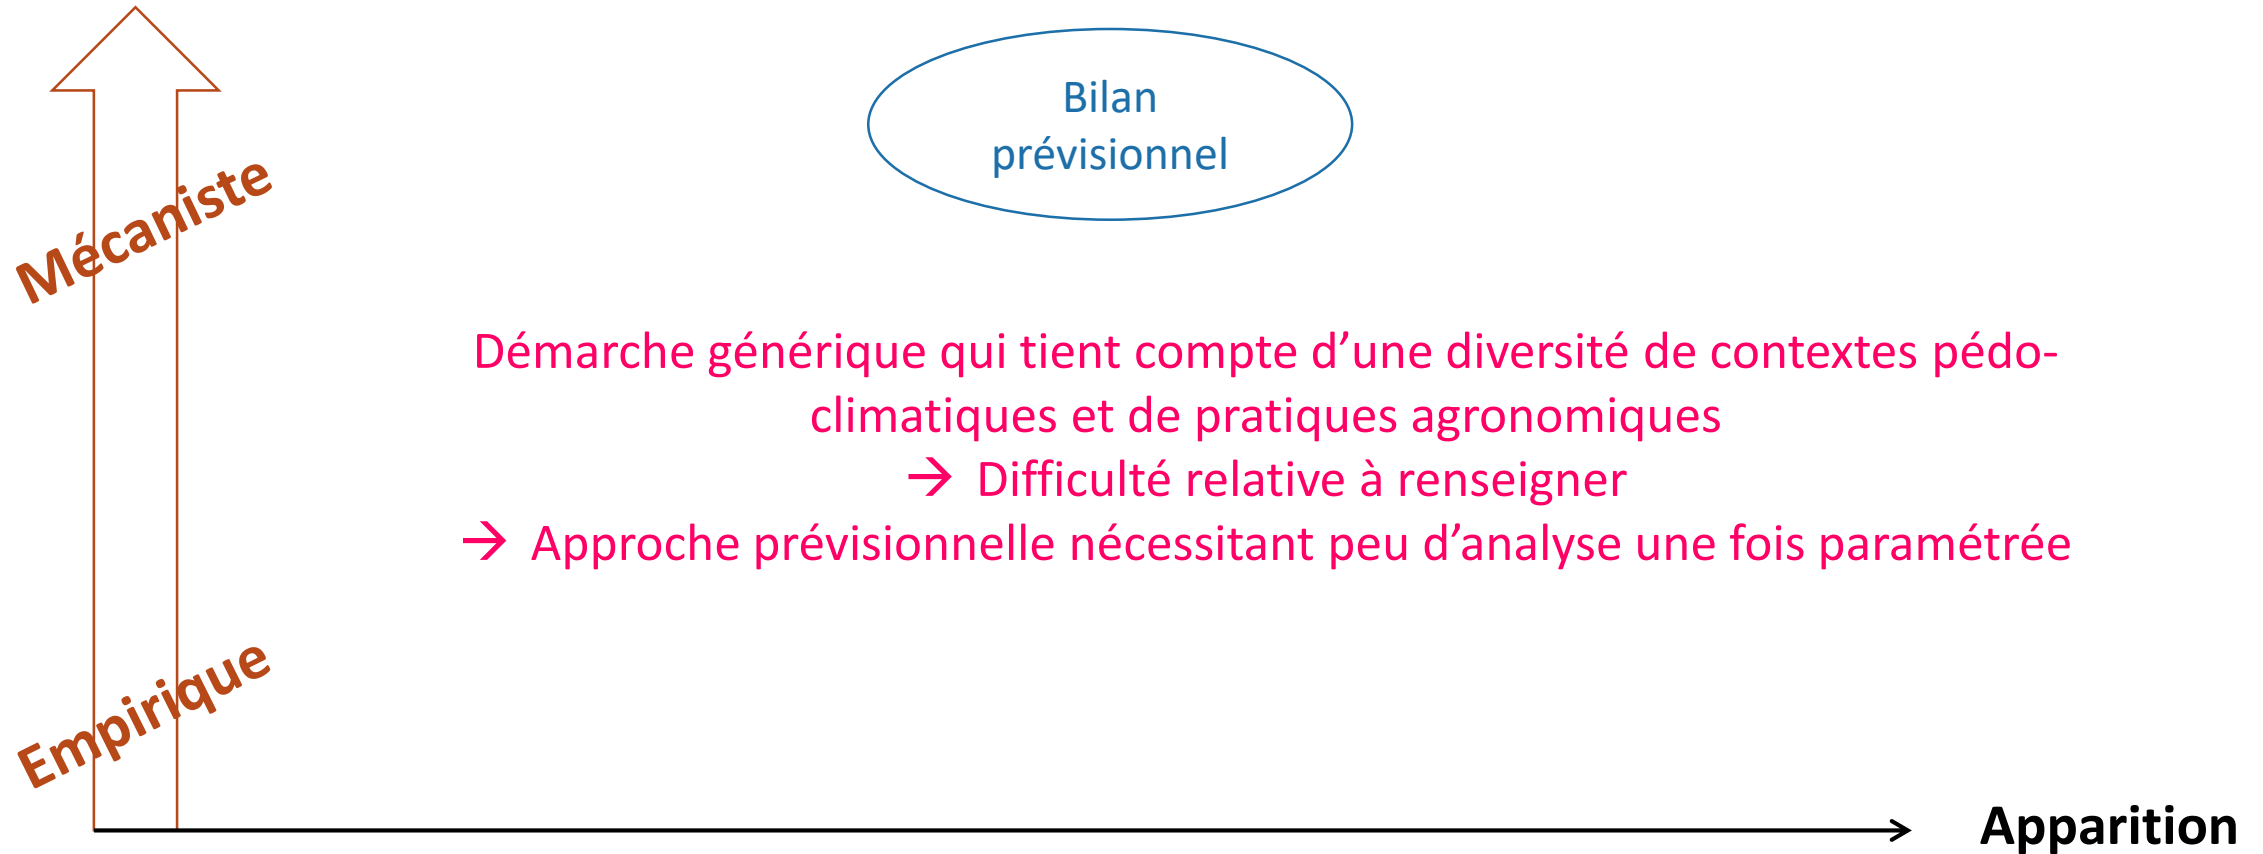 Bilan
prévisionnel
Mécaniste
Démarche générique qui tient compte d’une diversité de contextes pédo-
climatiques et de pratiques agronomiques
→ Difficulté relative à renseigner
→ Approche prévisionnelle nécessitant peu d’analyse une fois paramétrée
Empirique
Apparition